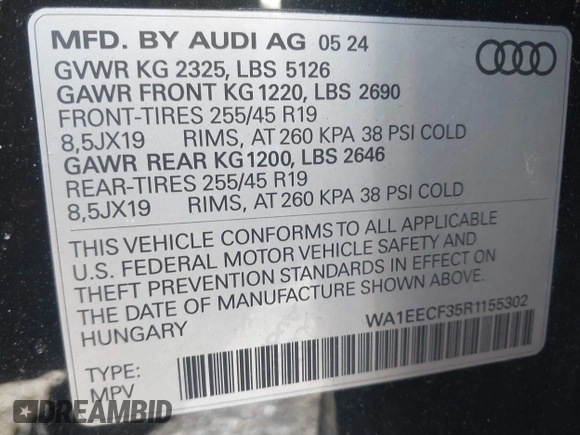 MFD. BY AUDI AG 05 24
GVWR KG 2325, LBS 5126
GAWR FRONT KG 1220, LBS 2690
FRONT-TIRES 255/45 R19
8,5JX19 RIMS, AT 260 KPA 38 PSI COLD
GAWR REAR KG 1200, LBS 2646
REAR-TIRES 255/45 R19
8,5JX19 RIMS, AT 260 KPA 38 PSI COLD
THIS VEHICLE CONFORMS TO ALL APPLICABLE
U.S. FEDERAL MOTOR VEHICLE SAFETY AND
THEFT PREVENTION STANDARDS IN EFFECT ON
THE DATE OF MANUFACTURE SHOWN ABOVE.
HUNGARY
WA1EECF35R1155302
TYPE:
MPV
DREAMBID